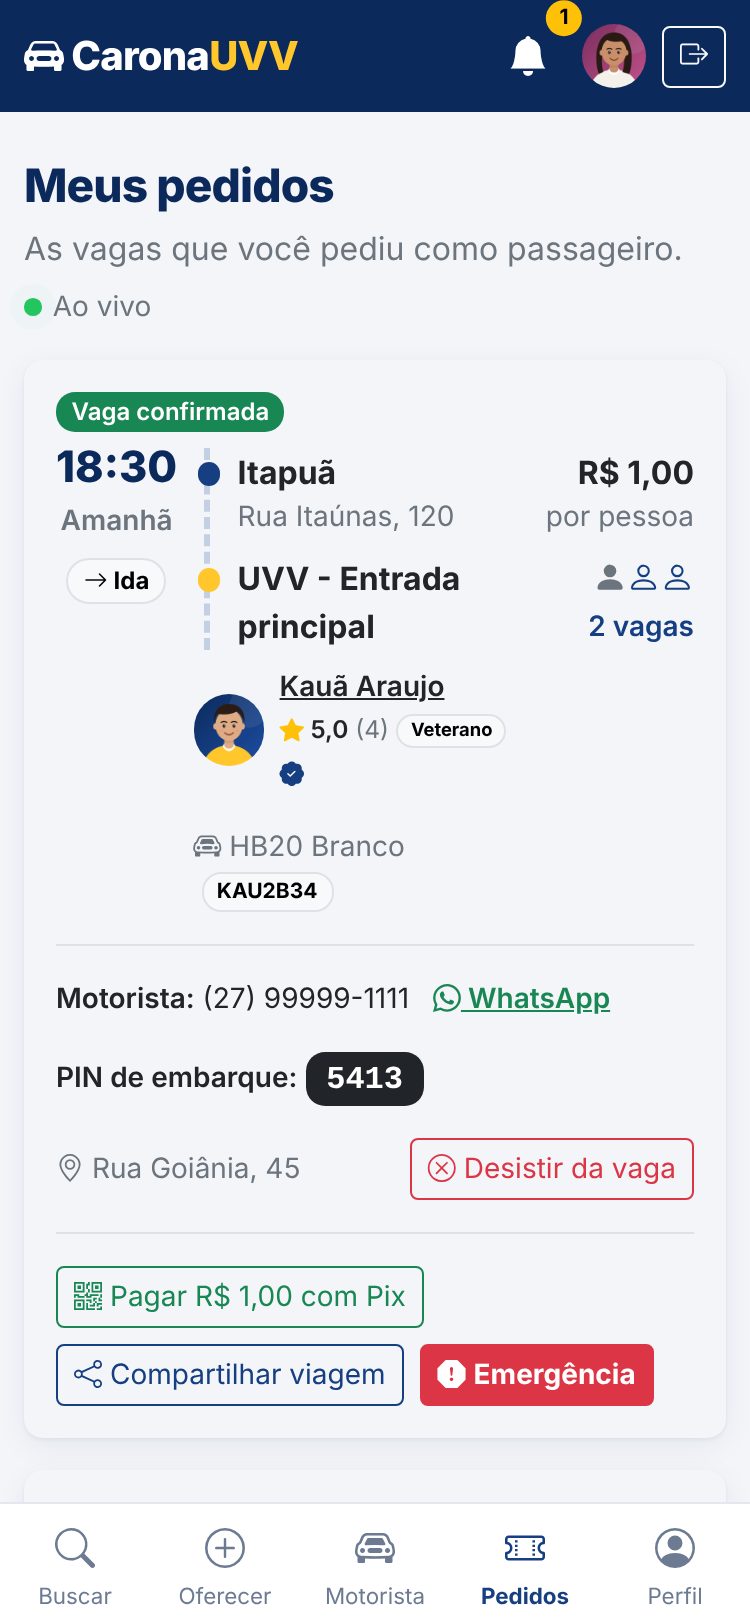 1
CaronaUVV
Meus pedidos
As vagas que você pediu como passageiro.
Ao vivo
Vaga confirmada
18:30
Amanhã
Ida
Itapuã
Rua Itaúnas, 120
UVV - Entrada
principal
R$ 1,00
por pessoa
2 vagas
Kauã Araujo
5,0 (4) Veterano
HB20 Branco
KAU2B34
Motorista: (27) 99999-1111 WhatsApp
PIN de embarque: 5413
Rua Goiânia, 45
Desistir da vaga
Pagar R$ 1,00 com Pix
Compartilhar viagem
Emergência
Buscar
Oferecer
Motorista
Pedidos
Perfil